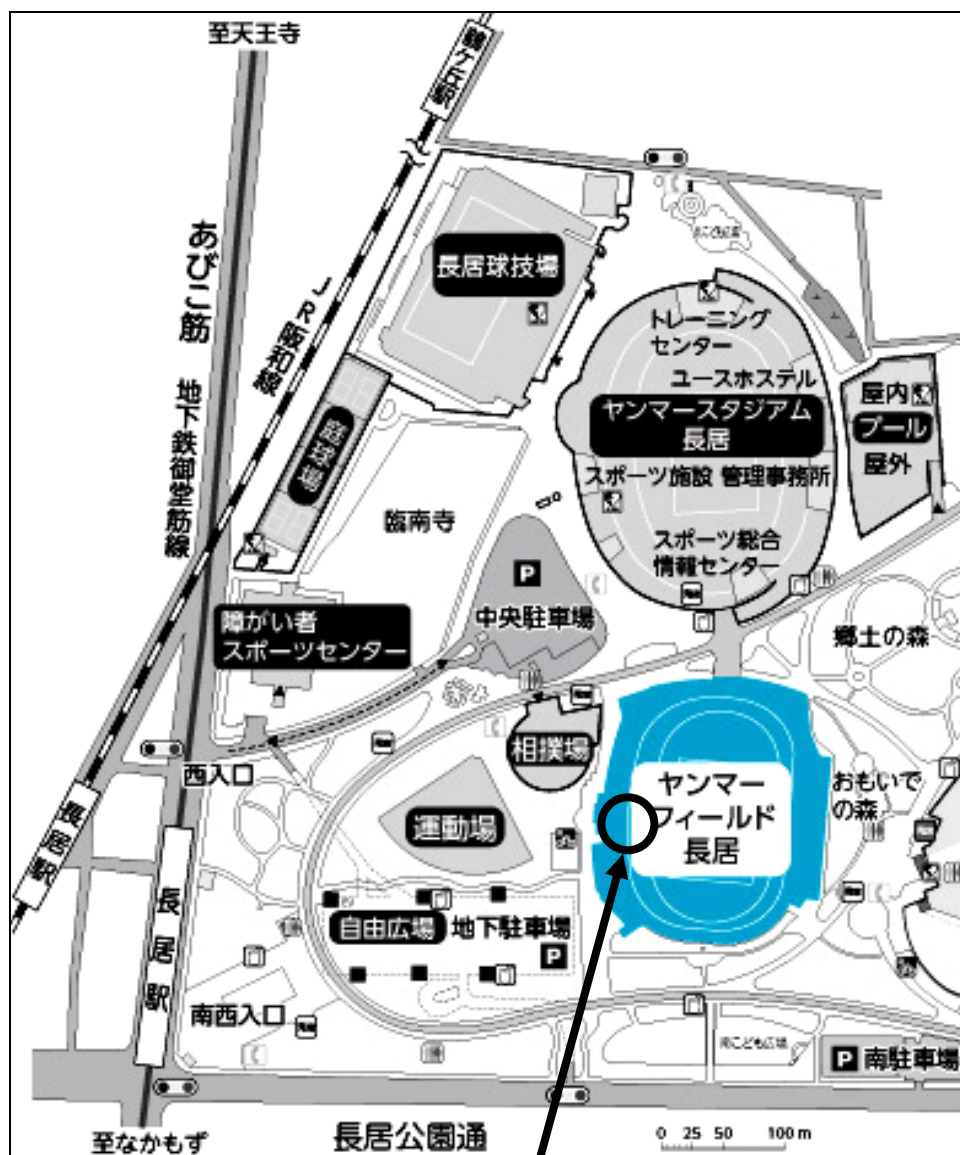 至天王寺
鶴ケ丘駅
あびこ筋
JR阪和線
地下鉄御堂筋線
長居球技場
トレーニング
センター
ユースホステル
ヤンマースタジアム
長居
スポーツ施設 管理事務所
スポーツ総合
情報センター
屋内
プール
屋外
庭球場
臨南寺
P
中央駐車場
障がい者
スポーツセンター
郷土の森
西入口
相撲場
運動場
ヤンマー
フィールド
長居
おもいで
の森
長居駅
長居駅
自由広場 地下駐車場
P
南西入口
南こども広場
P 南駐車場
至なかもず
長居公園通
0 25 50 100 m